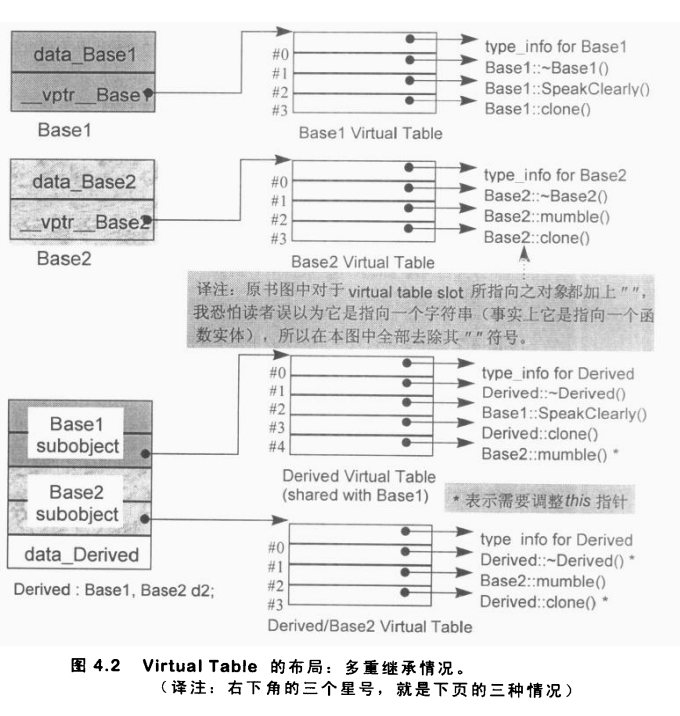 data_Base1
__vptr__Base1
Base1
#0
#1
#2
#3
type_info for Base1
Base1::~Base1()
Base1::SpeakClearly()
Base1::clone()
Base1 Virtual Table
data_Base2
__vptr__Base2
Base2
#0
#1
#2
#3
type_info for Base2
Base2::~Base2()
Base2::mumble()
Base2::clone()
Base2 Virtual Table
译注：原书图中对于 virtual table slot 所指向之对象都加上 " "，
我恐怕读者误以为它是指向一个字符串（事实上它是指向一个函
数实体），所以在本图中全部去除其 " " 符号。
Base1
subobject
Base2
subobject
data_Derived
Derived : Base1, Base2 d2;
#0
#1
#2
#3
#4
type_info for Derived
Derived::~Derived()
Base1::SpeakClearly()
Derived::clone()
Base2::mumble() *
Derived Virtual Table
(shared with Base1)
* 表示需要调整this 指针
#0
#1
#2
#3
type_info for Derived
Derived::~Derived() *
Base2::mumble()
Derived::clone() *
Derived/Base2 Virtual Table
图 4.2 Virtual Table 的布局：多重继承情况。
（译注：右下角的三个星号，就是下页的三种情况）